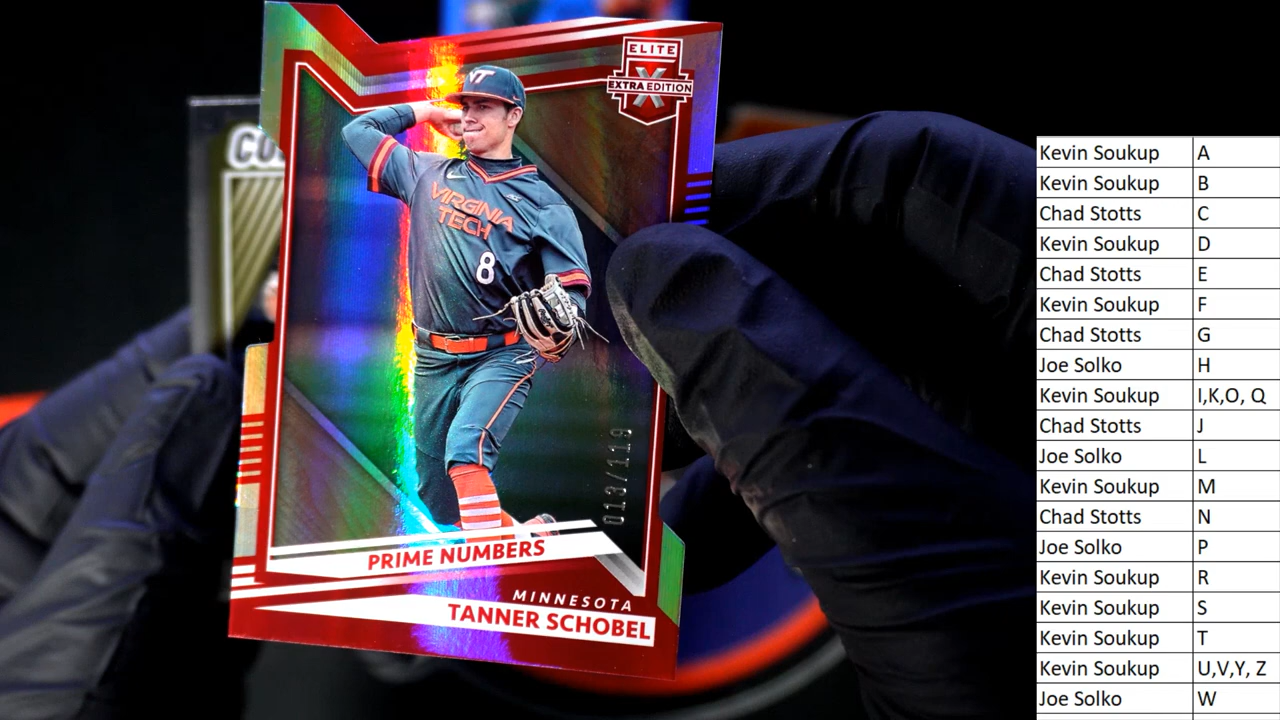 CO
ELITE
X
EXTRA EDITION
VT
VIRGINIA
TECH
8
013/119
PRIME NUMBERS
MINNESOTA
TANNER SCHOBEL
Kevin Soukup A
Kevin Soukup B
Chad Stotts C
Kevin Soukup D
Chad Stotts E
Kevin Soukup F
Chad Stotts G
Joe Solko H
Kevin Soukup I,K,O, Q
Chad Stotts J
Joe Solko L
Kevin Soukup M
Chad Stotts N
Joe Solko P
Kevin Soukup R
Kevin Soukup S
Kevin Soukup T
Kevin Soukup U,V,Y, Z
Joe Solko W